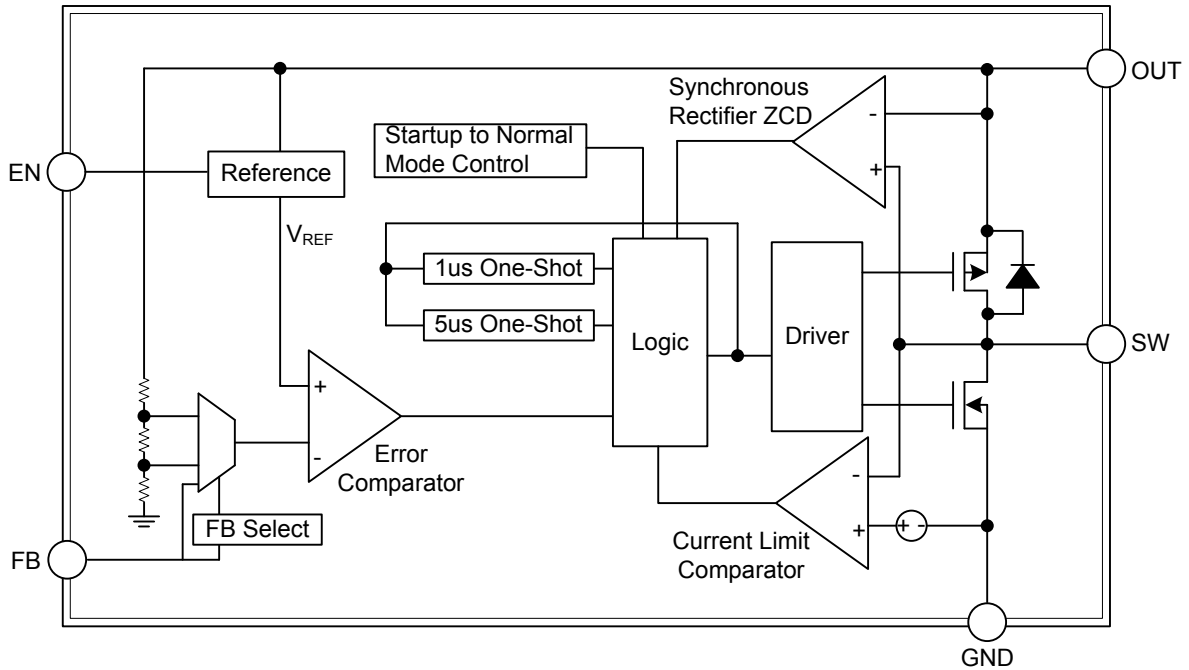 OUT
Synchronous
Rectifier ZCD
-
+
Startup to Normal
Mode Control
EN
Reference
VREF
1us One-Shot
5us One-Shot
Logic
Driver
SW
+
-
Error
Comparator
FB Select
FB
-
+
+ -
Current Limit
Comparator
GND